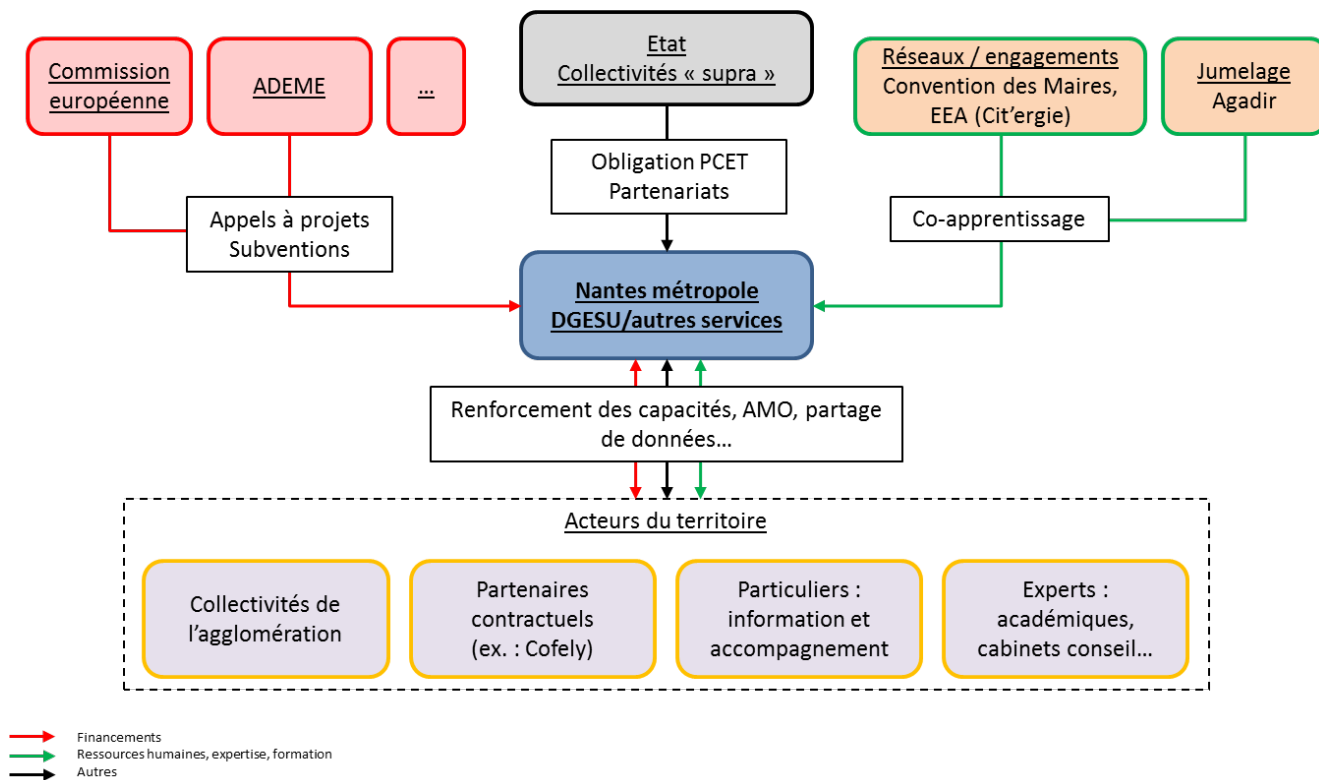 Commission
européenne
ADEME
...
Etat
Collectivités « supra »
Réseaux / engagements
Convention des Maires,
EEA (Cit’ergie)
Jumelage
Agadir
Appels à projets
Subventions
Obligation PCET
Partenariats
Co-apprentissage
Nantes métropole
DGESU/autres services
Renforcement des capacités, AMO, partage
de données…
Acteurs du territoire
Collectivités de
l’agglomération
Partenaires
contractuels
(ex. : Cofely)
Particuliers :
information et
accompagnement
Experts :
académiques,
cabinets conseil…
Financements
Ressources humaines, expertise, formation
Autres